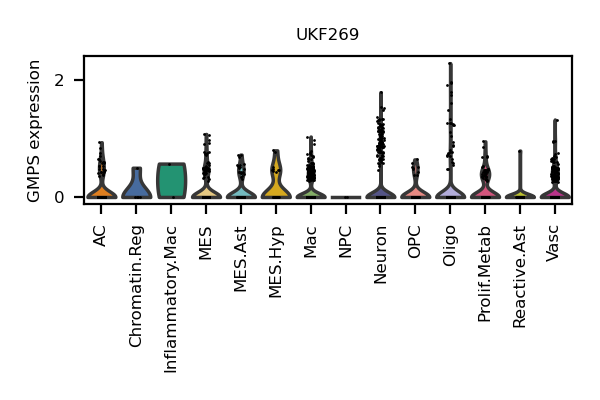 UKF269
GMPS expression
2
0
AC
Chromatin.Reg
Inflammatory.Mac
MES
MES.Ast
MES.Hyp
Mac
NPC
Neuron
OPC
Oligo
Prolif.Metab
Reactive.Ast
Vasc